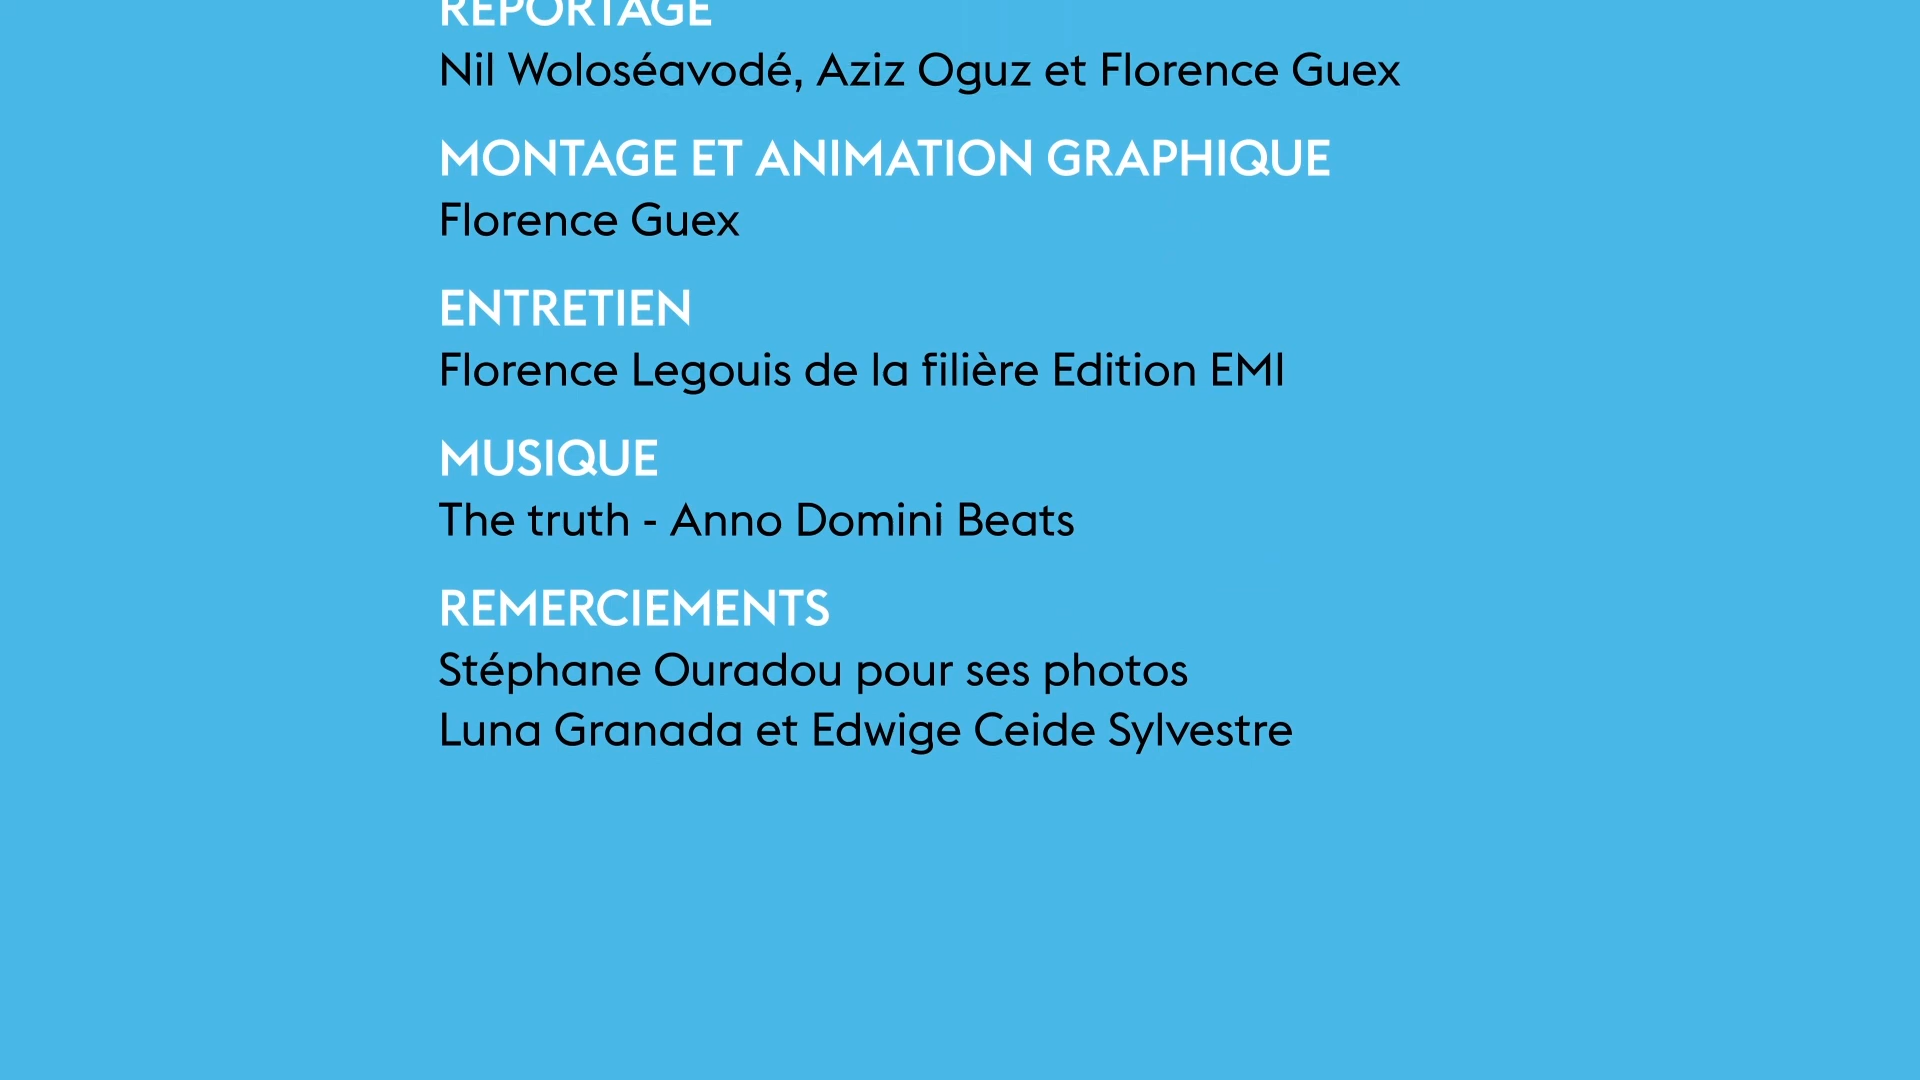 REPORTAGE
Nil Woloséavodé, Aziz Oguz et Florence Guex
MONTAGE ET ANIMATION GRAPHIQUE
Florence Guex
ENTRETIEN
Florence Legouis de la filière Edition EMI
MUSIQUE
The truth - Anno Domini Beats
REMERCIEMENTS
Stéphane Ouradou pour ses photos
Luna Granada et Edwige Ceide Sylvestre